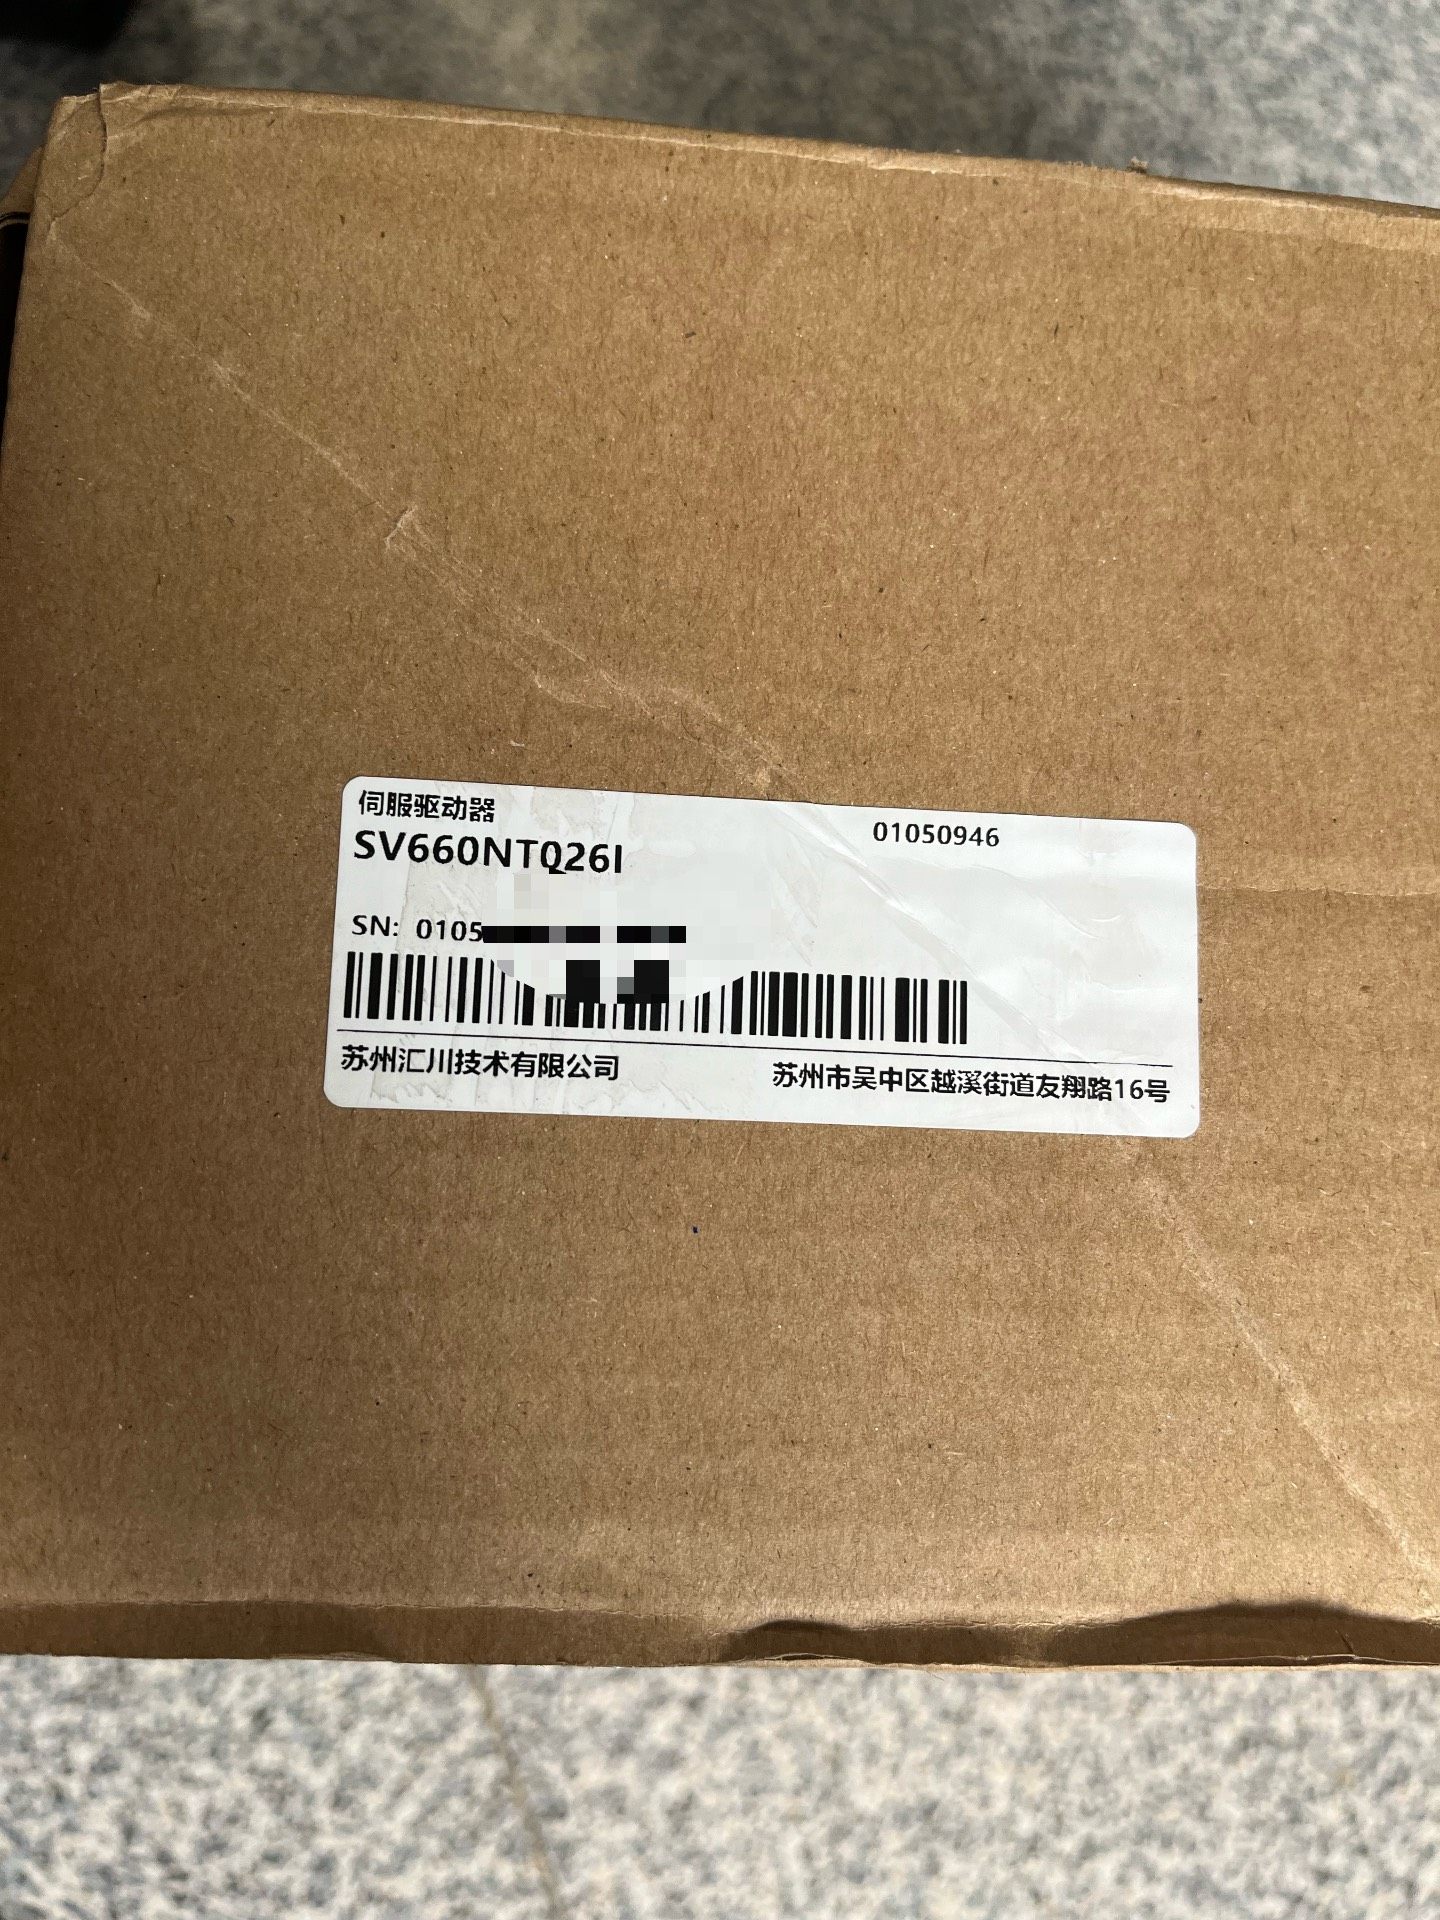 伺服驱动器
01050946
SV660NT026I
SN: 0105
苏州汇川技术有限公司
苏州市吴中区越溪街道友翔路16号